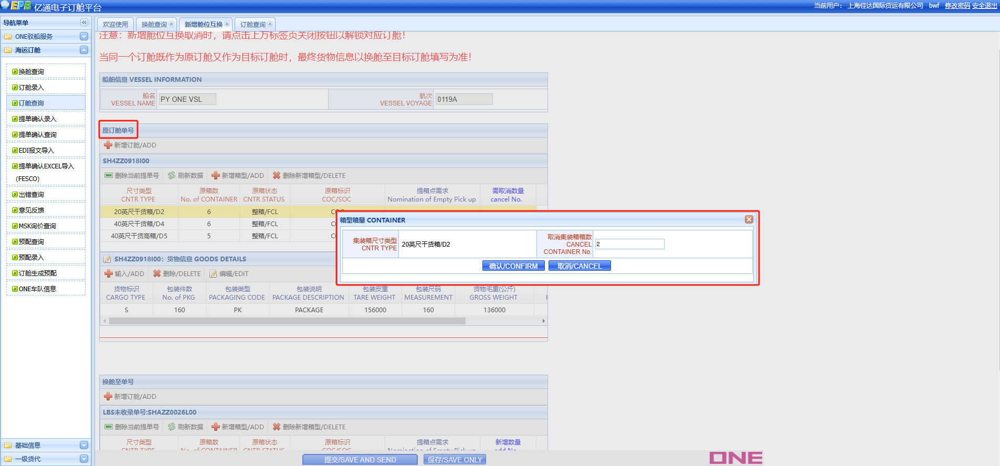 EPB 亿通电子订舱平台
当前用户： 上海佳达国际货运有限公司 bwf 修改密码 安全退出
导航菜单
ONE驳船服务
海运订舱
换舱查询
订舱录入
订舱查询
提单确认录入
提单确认查询
EDI报文导入
提单确认EXCEL导入
(FESCO)
出错查询
意见反馈
MSK询价查询
预配查询
预配录入
订舱生成预配
ONE车队信息
基础信息
一级货代
欢迎使用 换舱查询 新增舱位互换 订舱查询
注意：新增舱位互换取消时，请点击上方标签页关闭按钮以解锁对应订舱！
当同一个订舱既作为原订舱又作为目标订舱时，最终货物信息以换舱至目标订舱填写为准！
船舶信息 VESSEL INFORMATION
船名
VESSEL NAME
PY ONE VSL
航次
VESSEL VOYAGE
0119A
原订舱单号
新增订舱/ADD
SH4ZZ0918I00
删除当前提单号 刷新数据 新增箱型/ADD 删除新增箱型/DELETE
尺寸类型 原箱数 原箱状态 原箱标识 提箱点需求 需取消数量
CNTR TYPE No. of CONTAINER CNTR STATUS COC/SOC Nomination of Empty Pick up cancel No.
20英尺干货箱/D2 6 整箱/FCL
40英尺干货箱/D4 6 整箱/FCL
40英尺干货高箱/D5 5 整箱/FCL
箱型箱量 CONTAINER
集装箱尺寸类型
CNTR TYPE
20英尺干货箱/D2
取消集装箱箱数
CANCEL
CONTAINER No.
2
确认/CONFIRM 取消/CANCEL
SH4ZZ0918I00：货物信息 GOODS DETAILS
输入/ADD 删除/DELETE 编辑/EDIT
货物标识 包装件数 包装类型 包装说明 包装皮重 包装尺码 货物毛重(公斤)
CARGO TYPE No. of PKG PACKAGING CODE PACKAGE DESCRIPTION TARE WEIGHT MEASUREMENT GROSS WEIGHT
S 160 PK PACKAGE 156000 160 136000
换舱至单号
新增订舱/ADD
LBS未收录单号:SHAZZ0026L00
删除当前提单号 刷新数据 新增箱型/ADD 删除新增箱型/DELETE
尺寸类型 原箱数 原箱状态 原箱标识 提箱点需求 新增数量
CNTR TYPE No. of CONTAINER CNTR STATUS COC/SOC Nomination of Empty Pick up add No.
提交/SAVE AND SEND 保存/SAVE ONLY
ONE